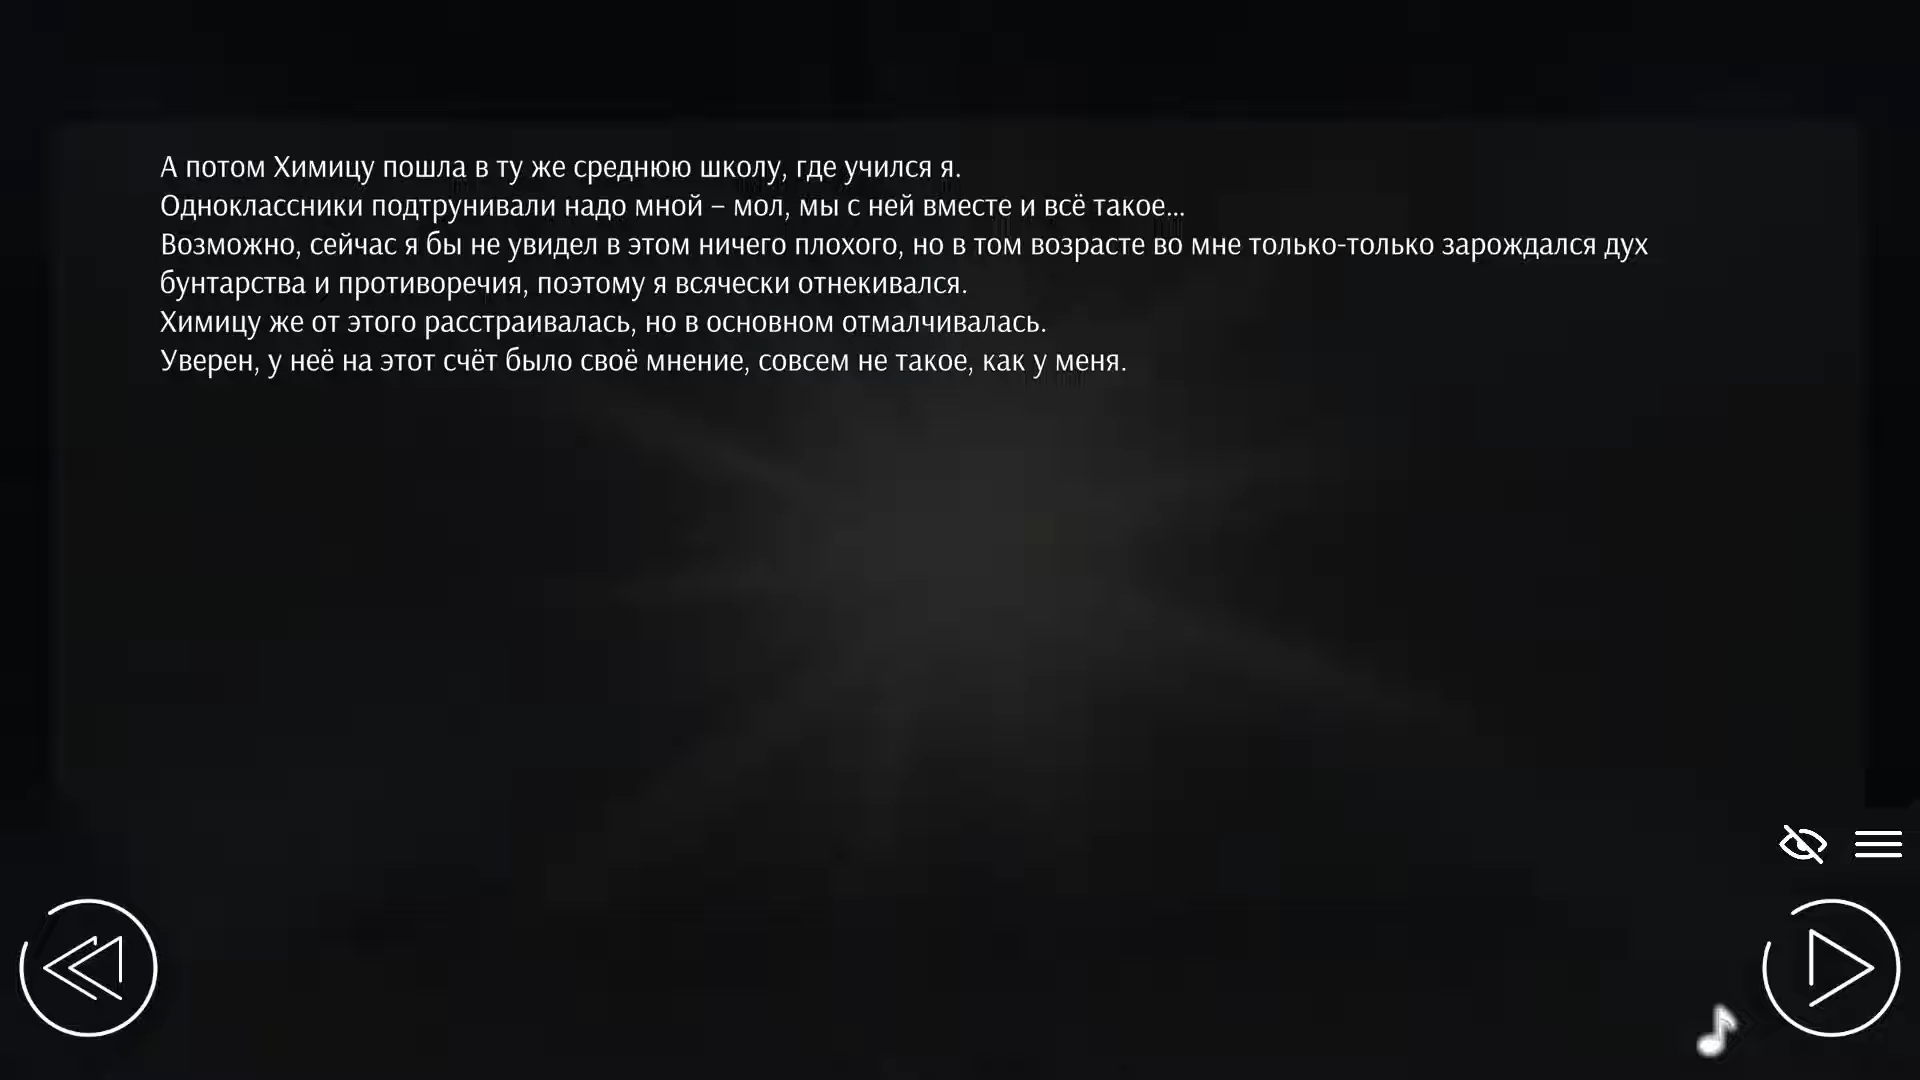 А потом Химицу пошла в ту же среднюю школу, где учился я.
Одноклассники подтрунивали надо мной – мол, мы с ней вместе и всё такое...
Возможно, сейчас я бы не увидел в этом ничего плохого, но в том возрасте во мне только-только зарождался дух
бунтарства и противоречия, поэтому я всячески отнекивался.
Химицу же от этого расстраивалась, но в основном отмалчивалась.
Уверен, у неё на этот счёт было своё мнение, совсем не такое, как у меня.